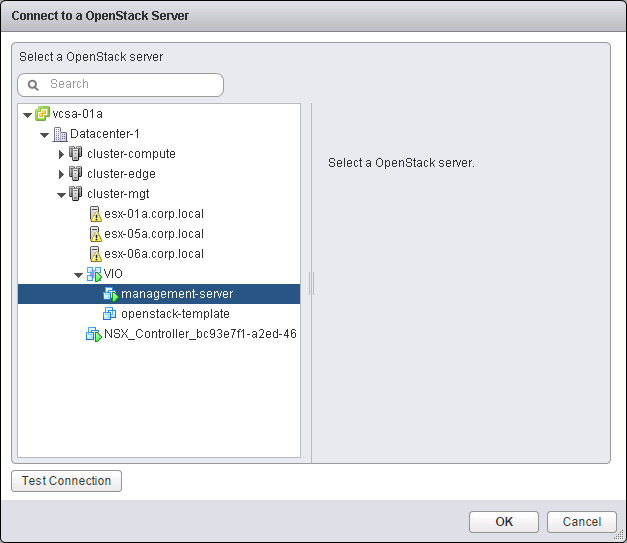 Connect to a OpenStack Server
Select a OpenStack server
Search
vcsa-01a
Datacenter-1
cluster-compute
cluster-edge
cluster-mgt
esx-01a.corp.local
esx-05a.corp.local
esx-06a.corp.local
VIO
management-server
openstack-template
NSX_Controller_bc93e7f1-a2ed-46
Select a OpenStack server.
Test Connection
OK
Cancel